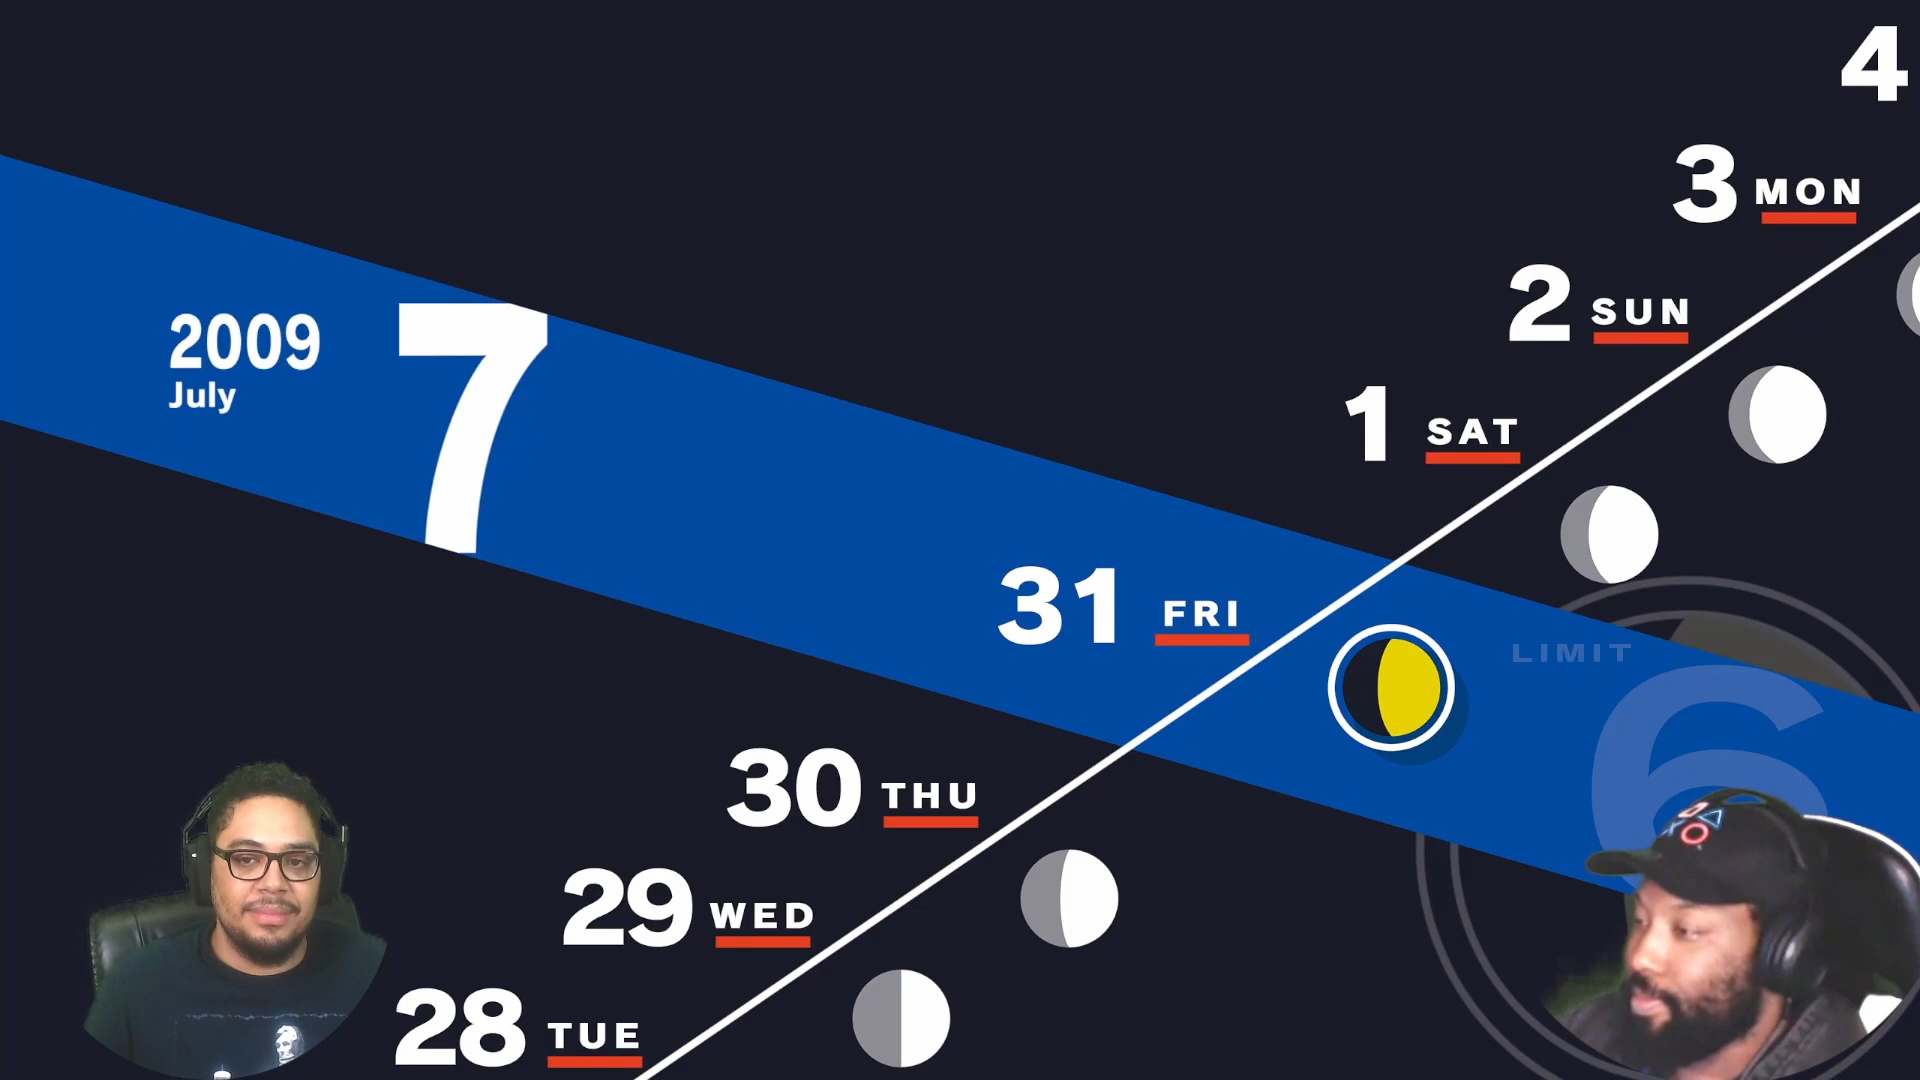 4
3 MON
2 SUN
1 SAT
2009
July
7
31 FRI
LIMIT
6
30 THU
29 WED
28 TUE